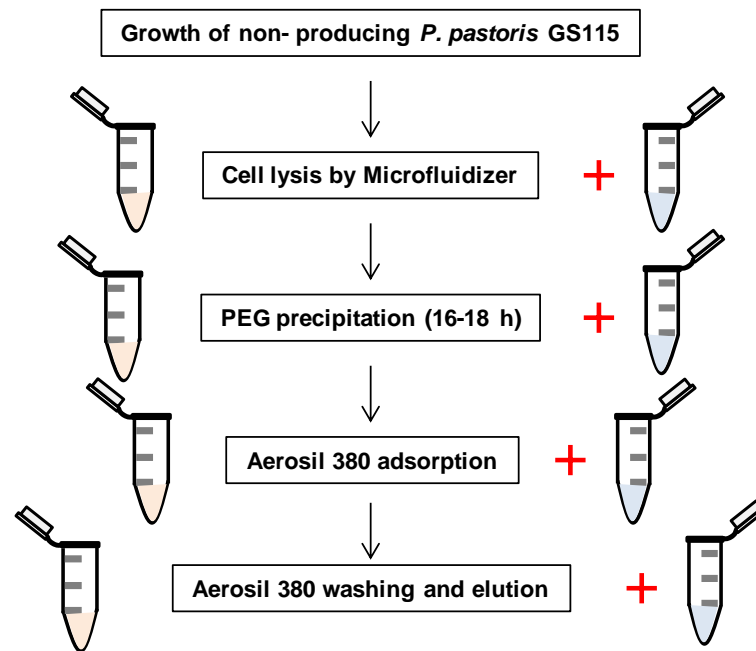 Growth of non- producing P. pastoris GS115
Cell lysis by Microfluidizer
+
PEG precipitation (16-18 h)
+
Aerosil 380 adsorption
+
Aerosil 380 washing and elution
+